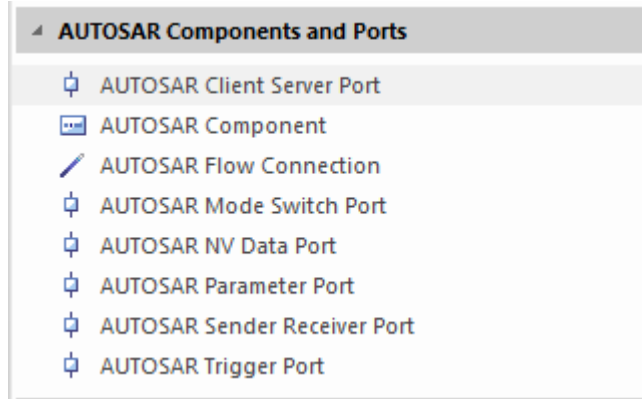 AUTOSAR Components and Ports
AUTOSAR Client Server Port
AUTOSAR Component
AUTOSAR Flow Connection
AUTOSAR Mode Switch Port
AUTOSAR NV Data Port
AUTOSAR Parameter Port
AUTOSAR Sender Receiver Port
AUTOSAR Trigger Port